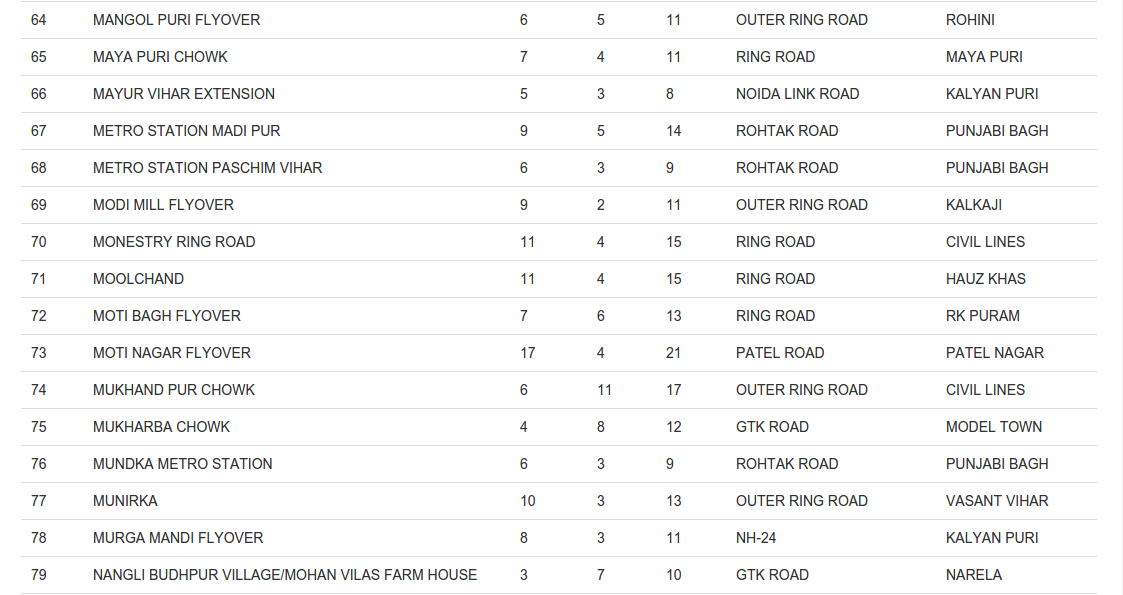 64 MANGOL PURI FLYOVER 6 5 11 OUTER RING ROAD ROHINI
65 MAYA PURI CHOWK 7 4 11 RING ROAD MAYA PURI
66 MAYUR VIHAR EXTENSION 5 3 8 NOIDA LINK ROAD KALYAN PURI
67 METRO STATION MADI PUR 9 5 14 ROHTAK ROAD PUNJABI BAGH
68 METRO STATION PASCHIM VIHAR 6 3 9 ROHTAK ROAD PUNJABI BAGH
69 MODI MILL FLYOVER 9 2 11 OUTER RING ROAD KALKAJI
70 MONESTRY RING ROAD 11 4 15 RING ROAD CIVIL LINES
71 MOOLCHAND 11 4 15 RING ROAD HAUZ KHAS
72 MOTI BAGH FLYOVER 7 6 13 RING ROAD RK PURAM
73 MOTI NAGAR FLYOVER 17 4 21 PATEL ROAD PATEL NAGAR
74 MUKHAND PUR CHOWK 6 11 17 OUTER RING ROAD CIVIL LINES
75 MUKHARBA CHOWK 4 8 12 GTK ROAD MODEL TOWN
76 MUNDKA METRO STATION 6 3 9 ROHTAK ROAD PUNJABI BAGH
77 MUNIRKA 10 3 13 OUTER RING ROAD VASANT VIHAR
78 MURGA MANDI FLYOVER 8 3 11 NH-24 KALYAN PURI
79 NANGLI BUDHPUR VILLAGE/MOHAN VILAS FARM HOUSE 3 7 10 GTK ROAD NARELA